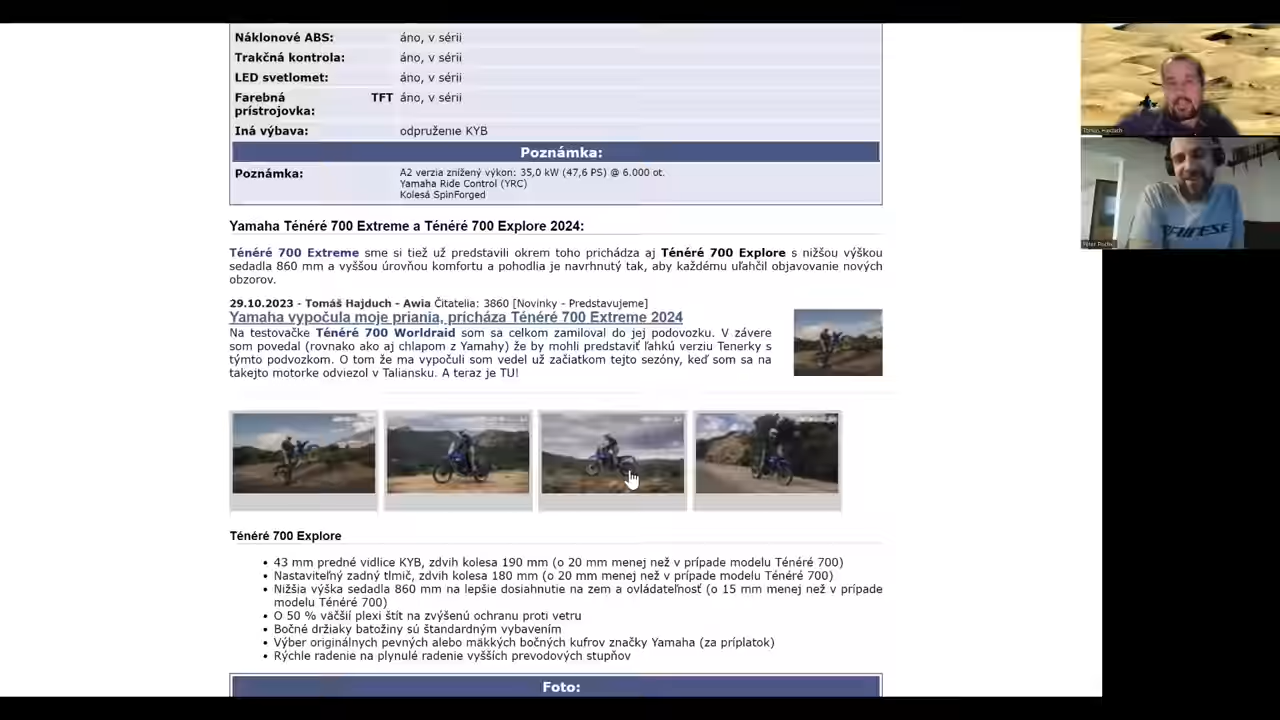 Náklonové ABS: áno, v sérii
Trakčná kontrola: áno, v sérii
LED svetlomet: áno, v sérii
Farebná TFT áno, v sérii
prístrojovka:
Iná výbava: odpruženie KYB
Poznámka:
Poznámka: A2 verzia znížený výkon: 35,0 kW (47,6 PS) @ 6.000 ot.
Yamaha Ride Control (YRC)
Kolesá SpinForged
Yamaha Ténéré 700 Extreme a Ténéré 700 Explore 2024:
Ténéré 700 Extreme sme si tiež už predstavili okrem toho prichádza aj Ténéré 700 Explore s nižšou výškou
sedadla 860 mm a vyššou úrovňou komfortu a pohodlia je navrhnutý tak, aby každému uľahčil objavovanie nových
obzorov.
29.10.2023 - Tomáš Hajduch - Awia Čitatelia: 3860 [Novinky - Predstavujeme]
Yamaha vypočula moje priania, prícháza Ténéré 700 Extreme 2024
Na testovačke Ténéré 700 Worldraid som sa celkom zamiloval do jej podvozku. V závere
som povedal (rovnako ako aj chlapom z Yamahy) že by mohli predstaviť ľahkú verziu Tenerky s
týmto podvozkom. O tom že ma vypočuli som vedel už začiatkom tejto sezóny, keď som sa na
takejto motorke odviezol v Taliansku. A teraz je TU!
Ténéré 700 Explore
• 43 mm predné vidlice KYB, zdvih kolesa 190 mm (o 20 mm menej než v prípade modelu Ténéré 700)
• Nastaviteľný zadný tlmič, zdvih kolesa 180 mm (o 20 mm menej než v prípade modelu Ténéré 700)
• Nižšia výška sedadla 860 mm na lepšie dosiahnutie na zem a ovládateľnosť (o 15 mm menej než v prípade
modelu Ténéré 700)
• O 50 % väčšií plexi štít na zvýšenú ochranu proti vetru
• Bočné držiaky batožiny sú štandardným vybavením
• Výber originálnych pevných alebo mäkkých bočných kufrov značky Yamaha (za príplatok)
• Rýchle radenie na plynulé radenie vyšších prevodových stupňov
Foto:
Tomáš Hajduch
DAINESE